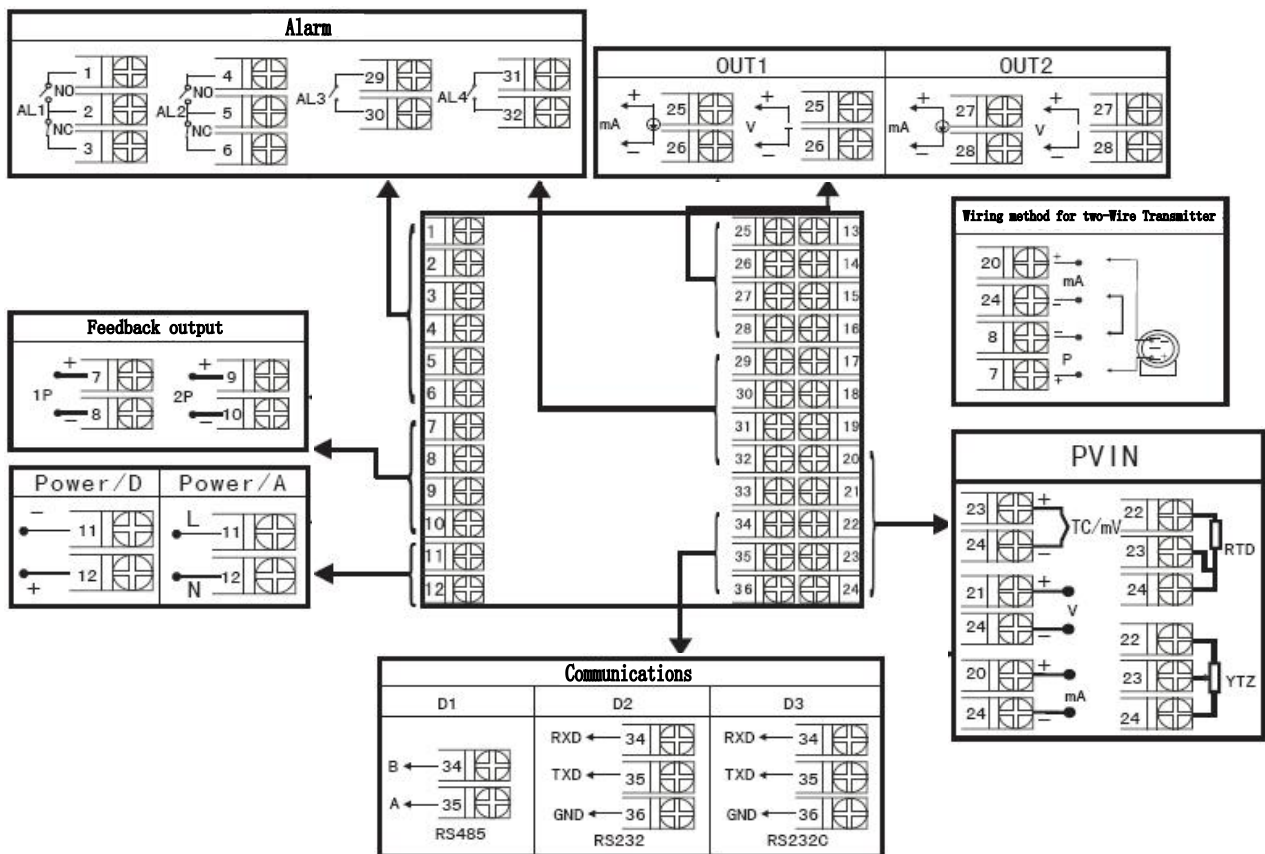 Alarm
1
NO
AL1
2
NC
3
4
NO
AL2
5
NC
6
29
AL3
30
31
AL4
32
OUT1
OUT2
+
25
mA
26
−
+
25
V
26
−
+
27
mA
28
−
+
27
V
28
−
Wiring method for two-Wire Transmitter
20 +
mA
24 −
8 −
P
7 +
1
2
3
4
5
6
7
8
9
10
11
12
25 13
26 14
27 15
28 16
29 17
30 18
31 19
32 20
33 21
34 22
35 23
36 24
Feedback output
+
7
1P
8
−
+
9
2P
10
−
Power/D
Power/A
−
11
12
+
L
11
12
N
PVIN
23 +
TC/mV
24 −
21 +
V
24 −
20 +
mA
24 −
22
23
RTD
24
22
23
YTZ
24
Communications
D1
D2
D3
B 34
A 35
RS485
RXD 34
TXD 35
GND 36
RS232
RXD 34
TXD 35
GND 36
RS232C